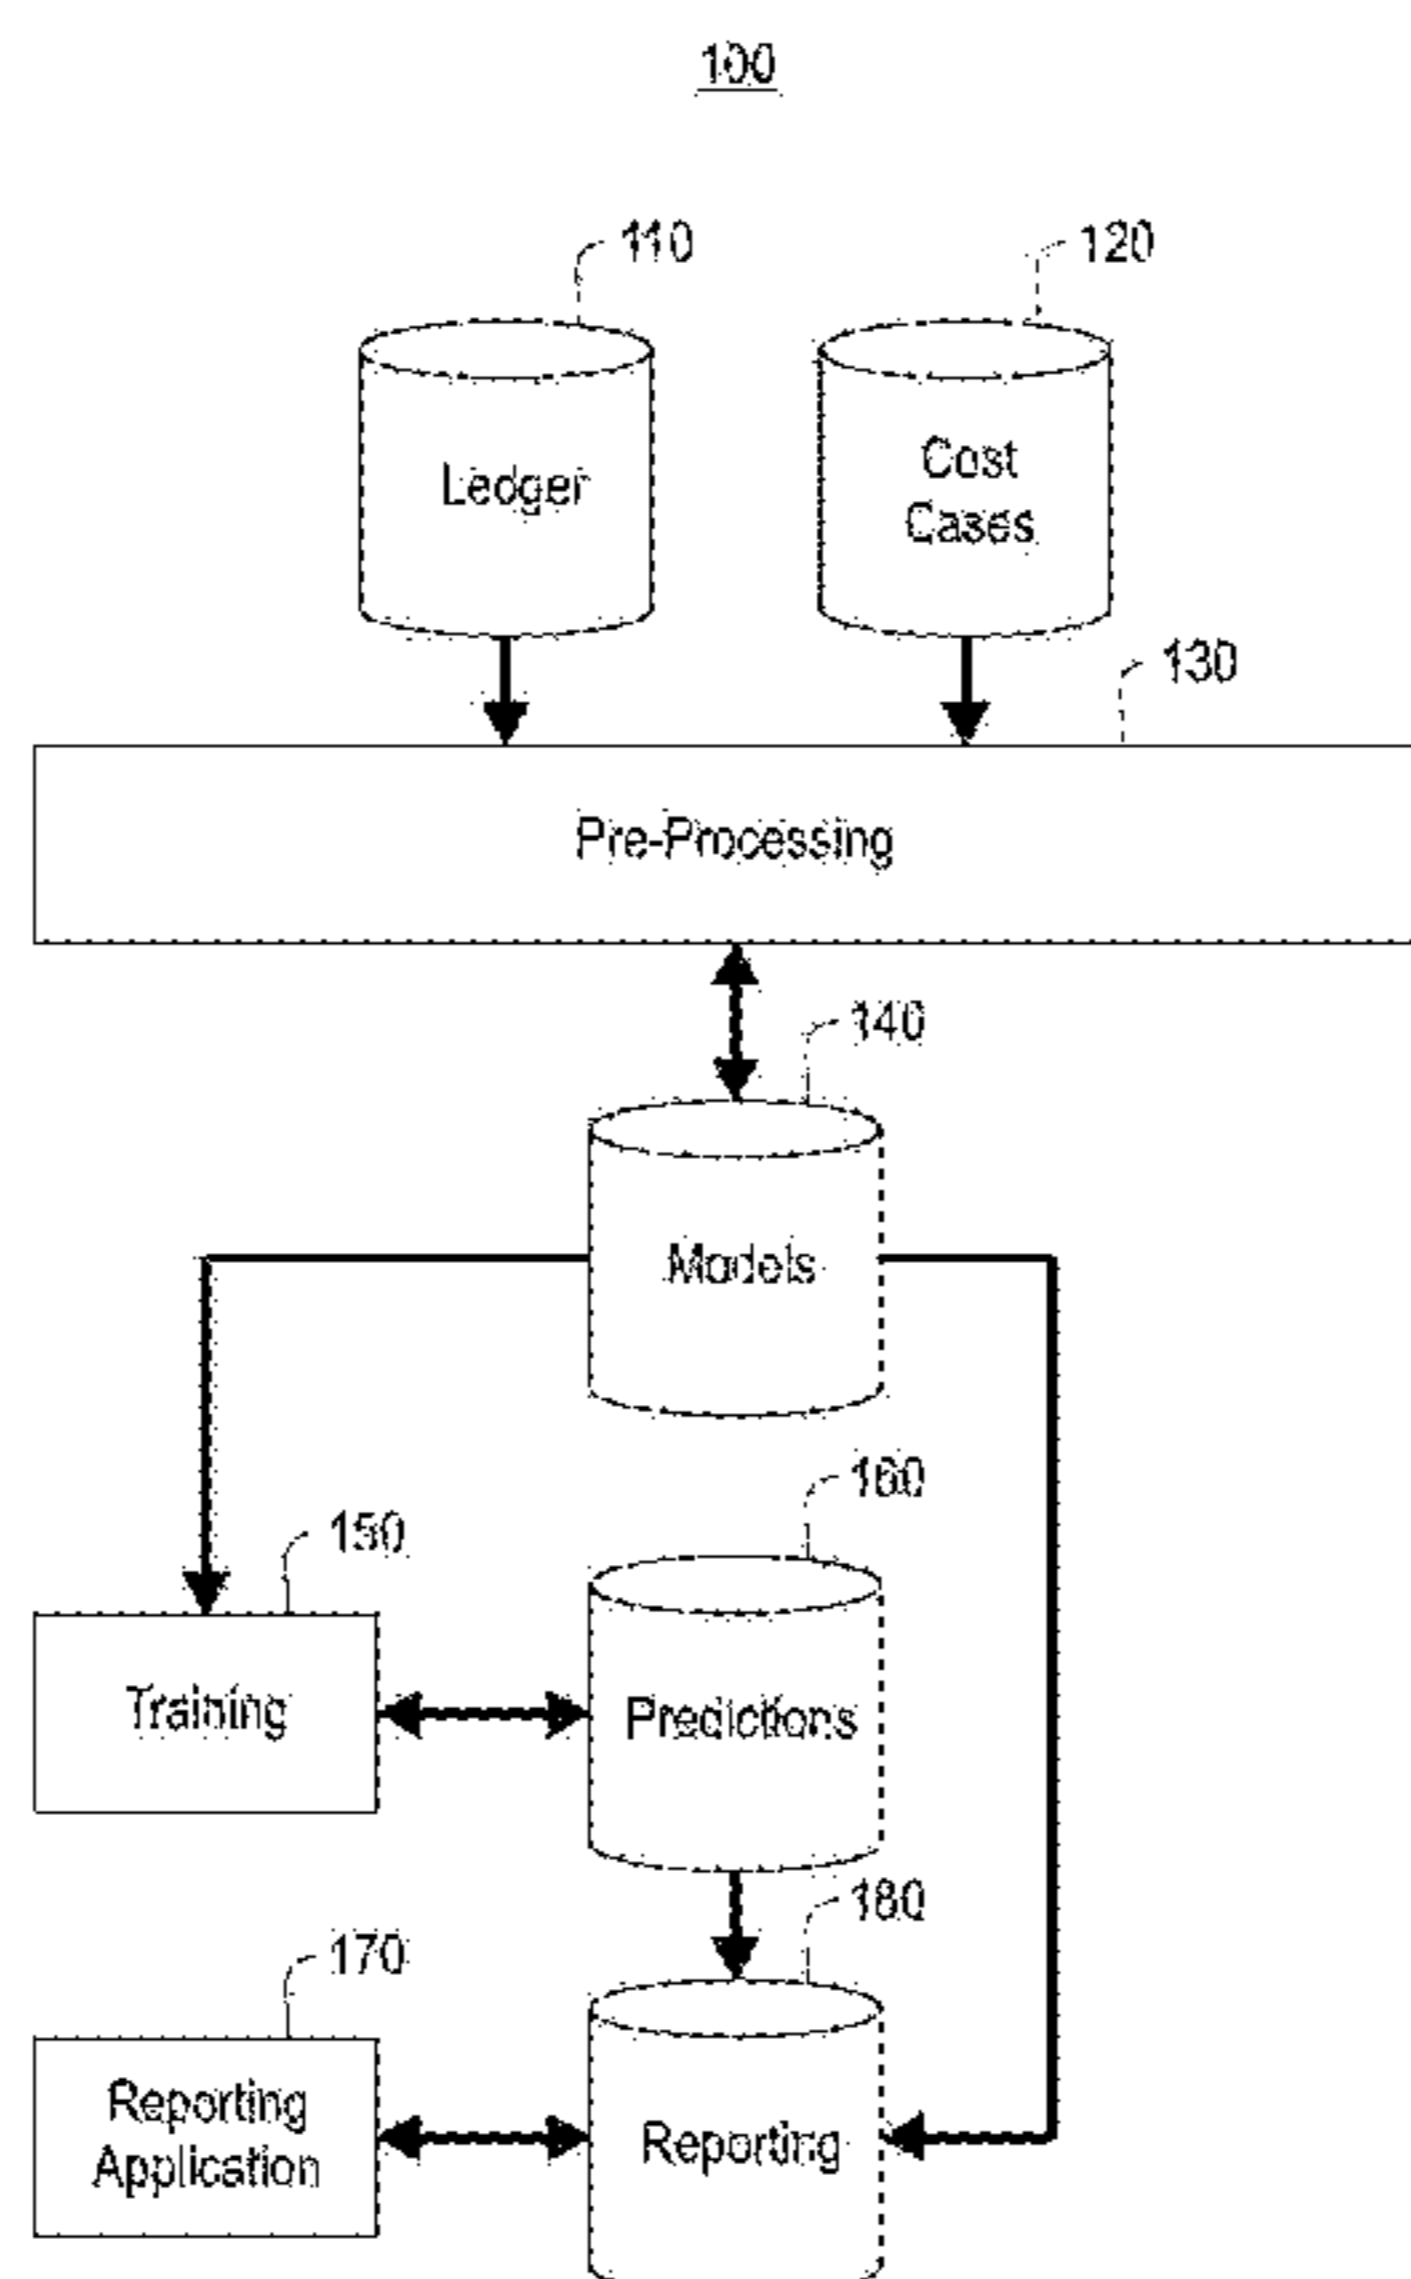 100
110
120
Ledger
Cost
Cases
130
Pre-Processing
140
Models
160
150
Training
Predictions
180
170
Reporting
Application
Reporting